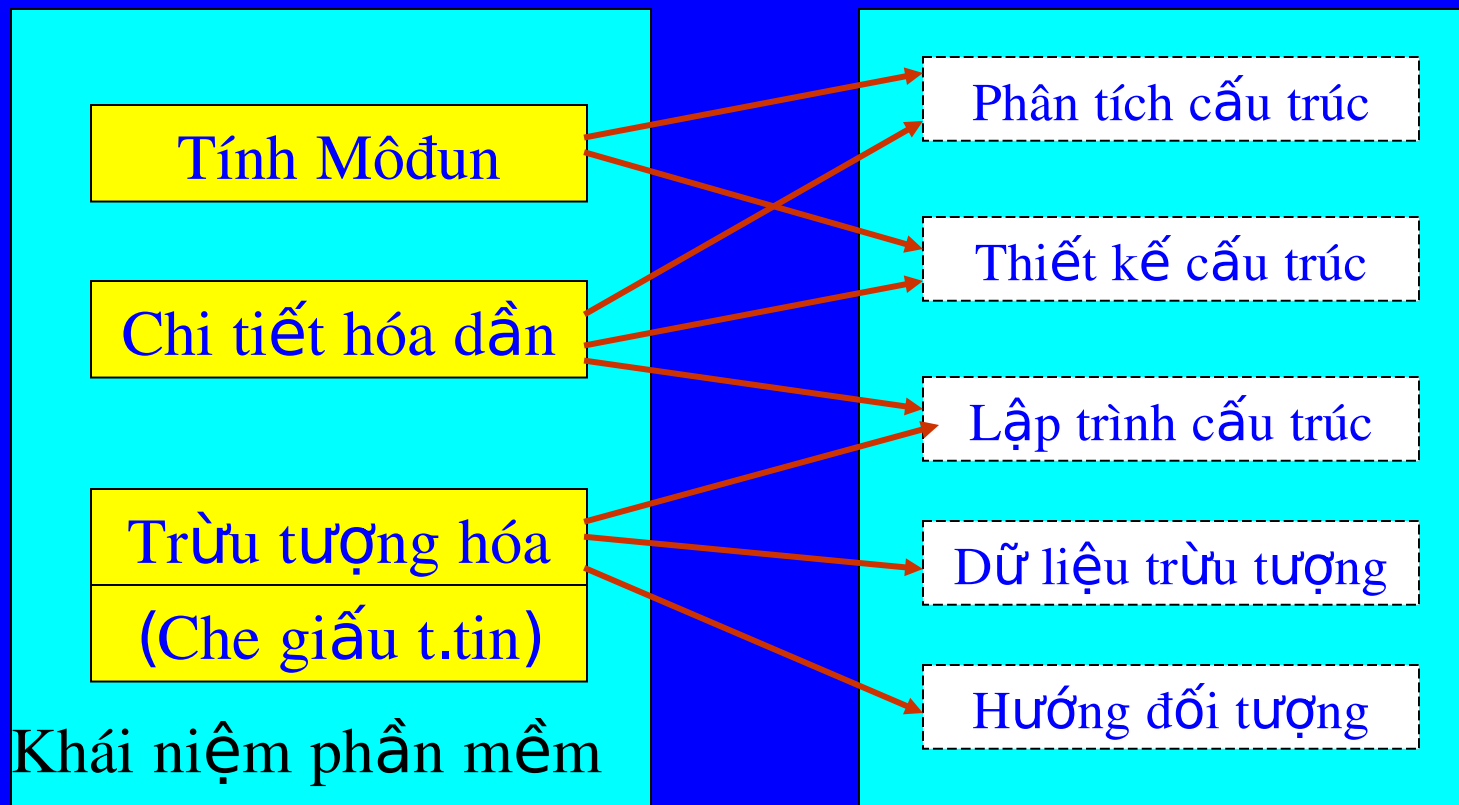 Tính Môđun
Chi tiết hóa dần
Trừu tượng hóa
(Che giấu t.tin)
Khái niệm phần mềm
Phân tích cấu trúc
Thiết kế cấu trúc
Lập trình cấu trúc
Dữ liệu trừu tượng
Hướng đối tượng